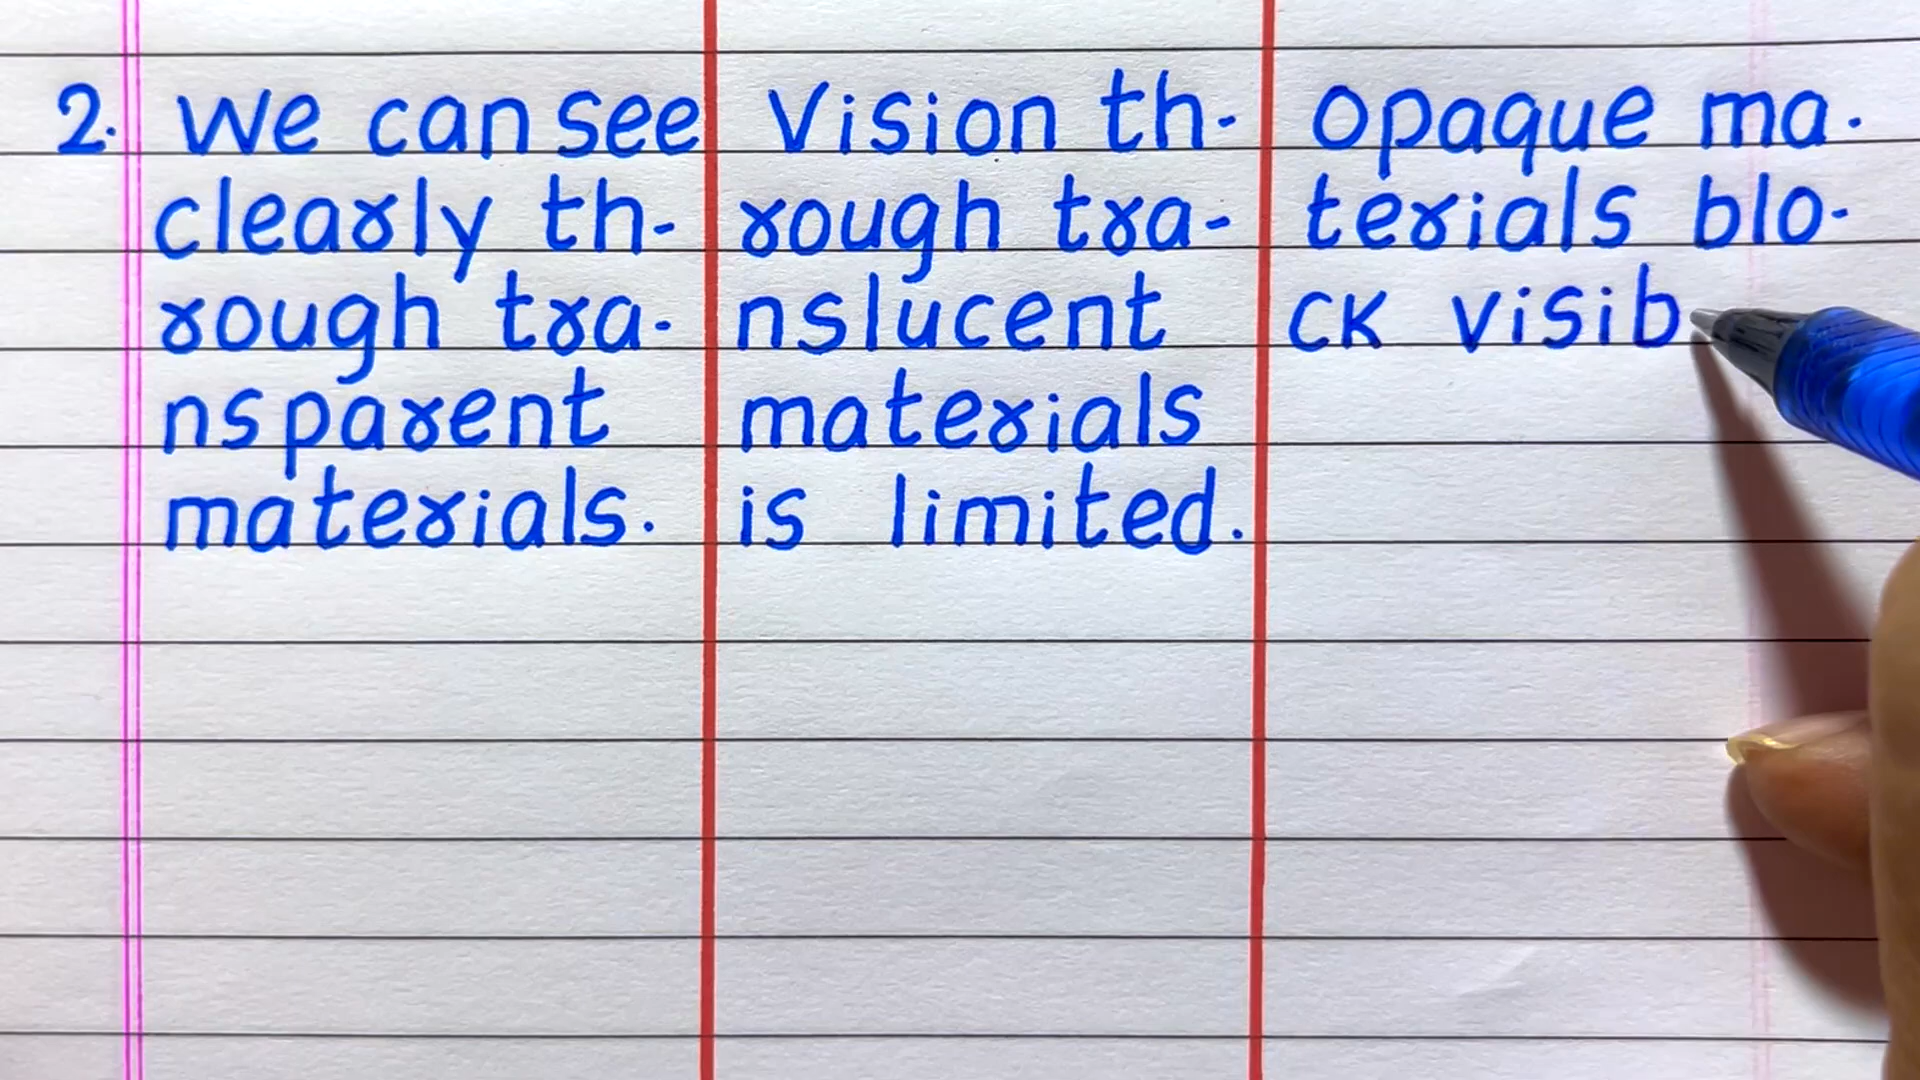 2. We can see
clearly th-
rough tra-
nsparent
materials.
Vision th-
rough tra-
nslucent
materials
is limited.
opaque ma-
terials blo-
ck visib